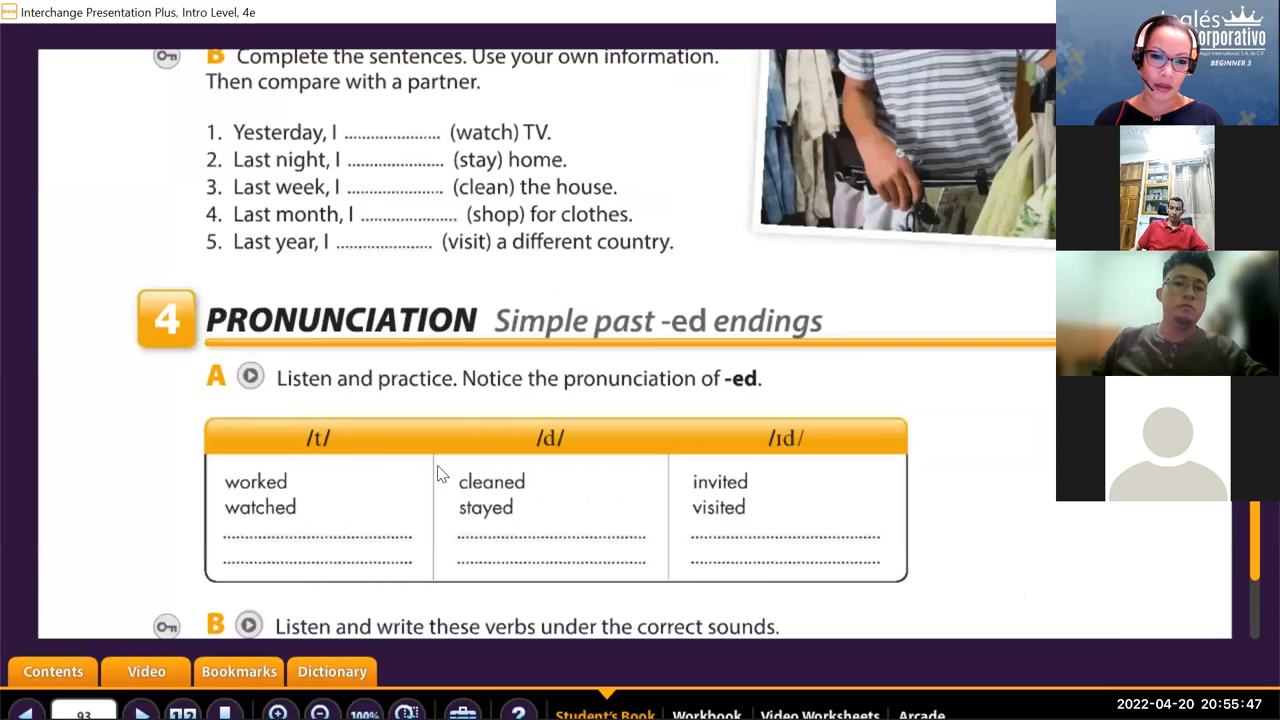 Interchange Presentation Plus, Intro Level, 4e
Inglés
Corporativo
BEGINNER 3
B Complete the sentences. Use your own information.
Then compare with a partner.
1. Yesterday, I ...................... (watch) TV.
2. Last night, I ...................... (stay) home.
3. Last week, I ...................... (clean) the house.
4. Last month, I ...................... (shop) for clothes.
5. Last year, I ...................... (visit) a different country.
4 PRONUNCIATION Simple past -ed endings
A Listen and practice. Notice the pronunciation of -ed.
/t/ /d/ /ɪd/
worked cleaned invited
watched stayed visited
B Listen and write these verbs under the correct sounds.
Contents Video Bookmarks Dictionary
93 100% ? Student's Book Workbook Video Worksheets Arcade
2022-04-20 20:55:47